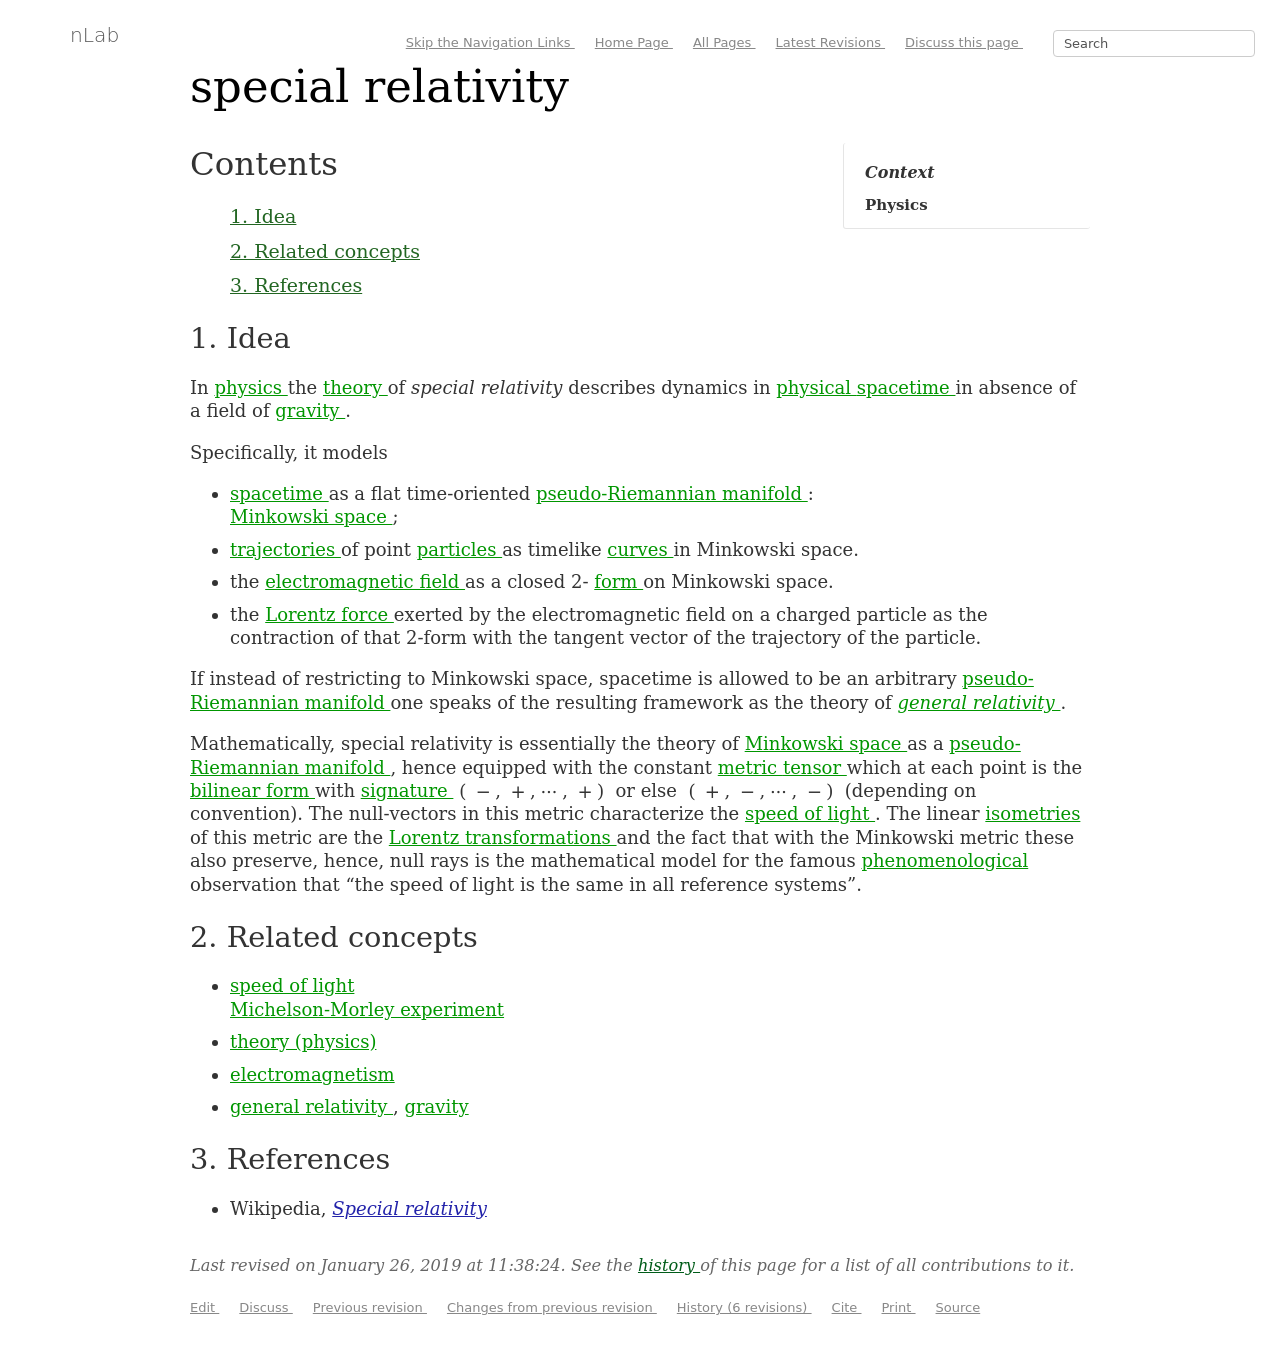 nLab
Skip the Navigation Links Home Page All Pages Latest Revisions Discuss this page Search
special relativity
Contents
Context
Physics
1. Idea
2. Related concepts
3. References
1. Idea
In physics the theory of special relativity describes dynamics in physical spacetime in absence of
a field of gravity .
Specifically, it models
• spacetime as a flat time-oriented pseudo-Riemannian manifold :
Minkowski space ;
• trajectories of point particles as timelike curves in Minkowski space.
• the electromagnetic field as a closed 2- form on Minkowski space.
• the Lorentz force exerted by the electromagnetic field on a charged particle as the
contraction of that 2-form with the tangent vector of the trajectory of the particle.
If instead of restricting to Minkowski space, spacetime is allowed to be an arbitrary pseudo-
Riemannian manifold one speaks of the resulting framework as the theory of general relativity .
Mathematically, special relativity is essentially the theory of Minkowski space as a pseudo-
Riemannian manifold , hence equipped with the constant metric tensor which at each point is the
bilinear form with signature ( − , + , ⋯ , + ) or else ( + , − , ⋯ , − ) (depending on
convention). The null-vectors in this metric characterize the speed of light . The linear isometries
of this metric are the Lorentz transformations and the fact that with the Minkowski metric these
also preserve, hence, null rays is the mathematical model for the famous phenomenological
observation that “the speed of light is the same in all reference systems”.
2. Related concepts
• speed of light
Michelson-Morley experiment
• theory (physics)
• electromagnetism
• general relativity , gravity
3. References
• Wikipedia, Special relativity
Last revised on January 26, 2019 at 11:38:24. See the history of this page for a list of all contributions to it.
Edit Discuss Previous revision Changes from previous revision History (6 revisions) Cite Print Source